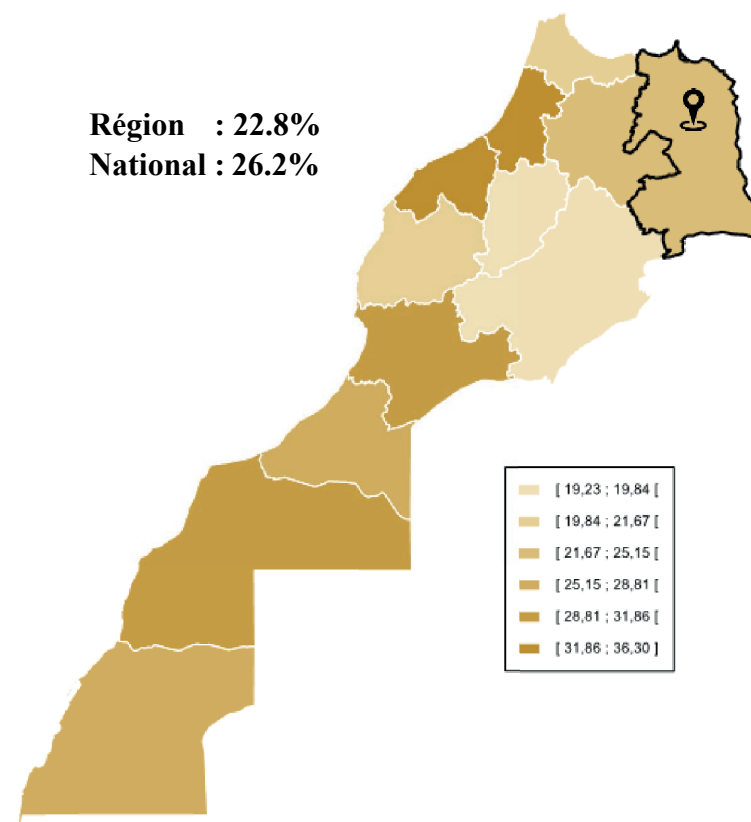 Région : 22.8%
National : 26.2%
[ 19,23 ; 19,84 [
[ 19,84 ; 21,67 [
[ 21,67 ; 25,15 [
[ 25,15 ; 28,81 [
[ 28,81 ; 31,86 [
[ 31,86 ; 36,30 ]